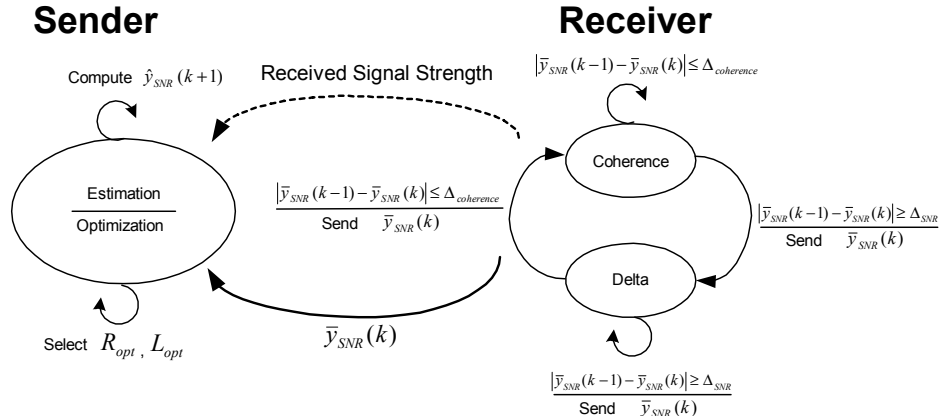 Sender
Receiver
Compute ŷ_SNR(k+1)
Received Signal Strength
|ȳ_SNR(k−1) − ȳ_SNR(k)| ≤ Δ_coherence
Coherence
Estimation
Optimization
|ȳ_SNR(k−1) − ȳ_SNR(k)| ≤ Δ_coherence
Send ȳ_SNR(k)
|ȳ_SNR(k−1) − ȳ_SNR(k)| ≥ Δ_SNR
Send ȳ_SNR(k)
Delta
Select R_opt , L_opt
ȳ_SNR(k)
|ȳ_SNR(k−1) − ȳ_SNR(k)| ≥ Δ_SNR
Send ȳ_SNR(k)